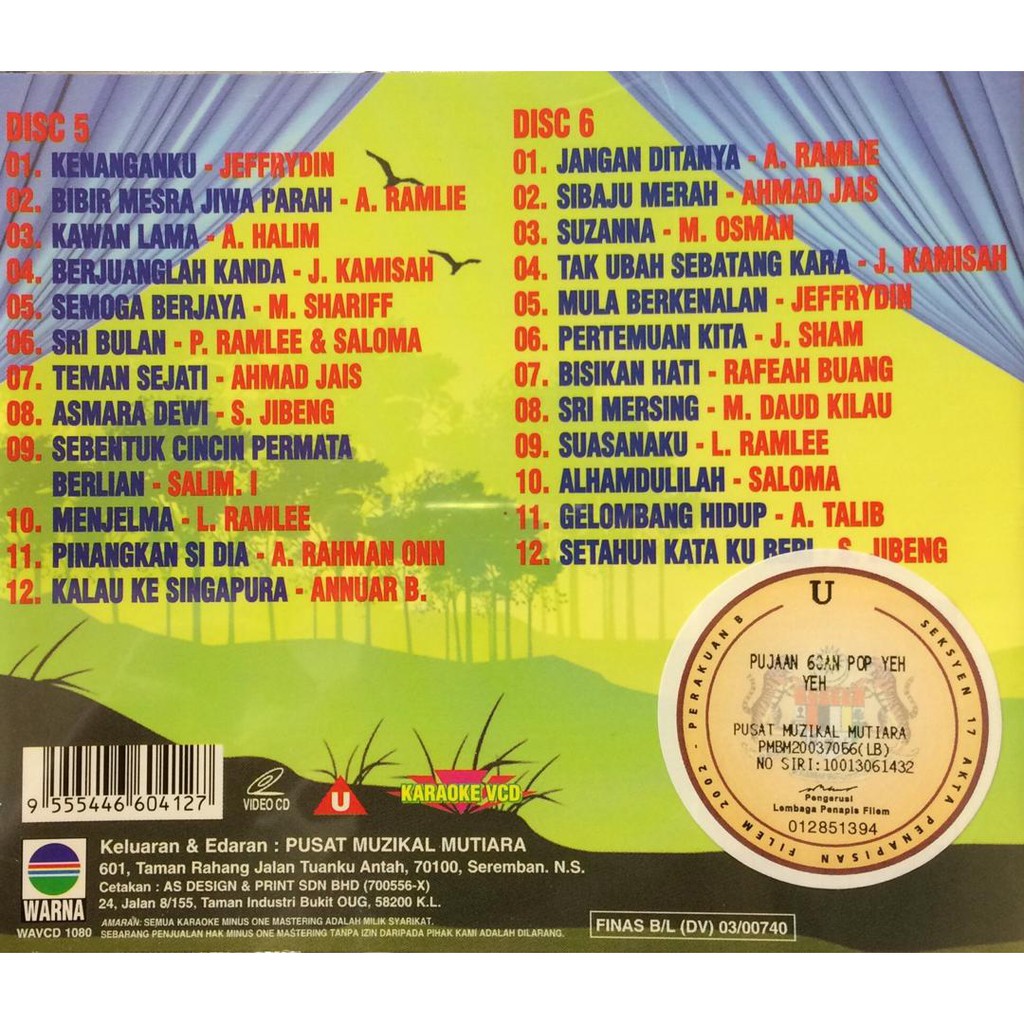 DISC 5
01. KENANGANKU - JEFFRYDIN
02. BIBIR MESRA JIWA PARAH - A. RAMLIE
03. KAWAN LAMA - A. HALIM
04. BERJUANGLAH KANDA - J. KAMISAH
05. SEMOGA BERJAYA - M. SHARIFF
06. SRI BULAN - P. RAMLEE & SALOMA
07. TEMAN SEJATI - AHMAD JAIS
08. ASMARA DEWI - S. JIBENG
09. SEBENTUK CINCIN PERMATA
BERLIAN - SALIM. I
10. MENJELMA - L. RAMLEE
11. PINANGKAN SI DIA - A. RAHMAN ONN
12. KALAU KE SINGAPURA - ANNUAR B.
DISC 6
01. JANGAN DITANYA - A. RAMLIE
02. SIBAJU MERAH - AHMAD JAIS
03. SUZANNA - M. OSMAN
04. TAK UBAH SEBATANG KARA - J. KAMISAH
05. MULA BERKENALAN - JEFFRYDIN
06. PERTEMUAN KITA - J. SHAM
07. BISIKAN HATI - RAFEAH BUANG
08. SRI MERSING - M. DAUD KILAU
09. SUASANAKU - L. RAMLEE
10. ALHAMDULILAH - SALOMA
11. GELOMBANG HIDUP - A. TALIB
12. SETAHUN KATA KU BERI - S. JIBENG
U
SEKSYEN 17 AKTA PENAPISAN FILEM 2002 - PERAKUAN B
PUJAAN 60AN POP YEH
YEH
PUSAT MUZIKAL MUTIARA
PMBM20037066(LB)
NO SIRI:10013061432
Pengerusi
Lembaga Penapis Filem
012851394
9 555446 604127
VIDEO CD
U
KARAOKE VCD
WARNA
WAVCD 1080
Keluaran & Edaran : PUSAT MUZIKAL MUTIARA
601, Taman Rahang Jalan Tuanku Antah, 70100, Seremban. N.S.
Cetakan : AS DESIGN & PRINT SDN BHD (700556-X)
24, Jalan 8/155, Taman Industri Bukit OUG, 58200 K.L.
AMARAN: SEMUA KARAOKE MINUS ONE MASTERING ADALAH MILIK SYARIKAT.
SEBARANG PENJUALAN HAK MINUS ONE MASTERING TANPA IZIN DARIPADA PIHAK KAMI ADALAH DILARANG.
FINAS B/L (DV) 03/00740